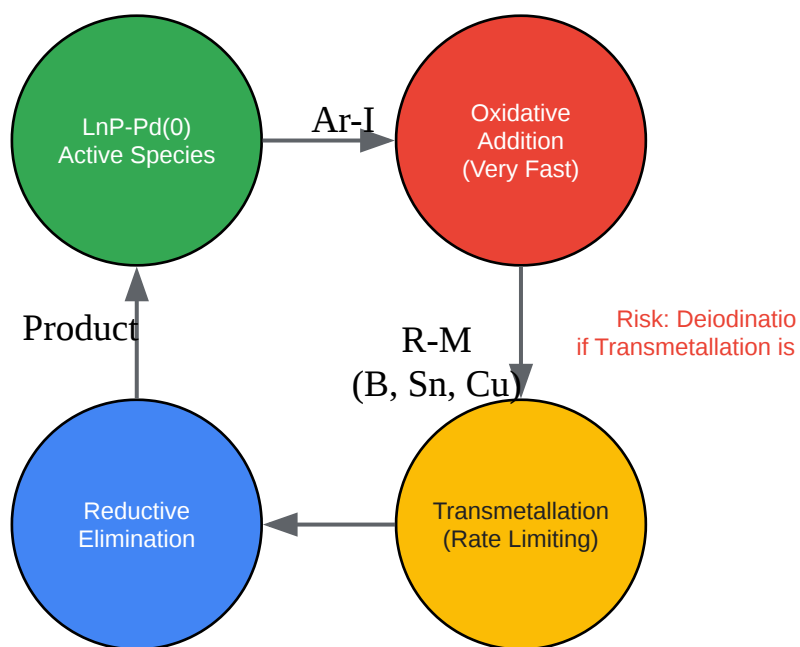 LnP-Pd(0)
Active Species
Ar-I
Oxidative
Addition
(Very Fast)
Product
R-M
(B, Sn, Cu)
Risk: Deiodinatio
if Transmetallation is
Reductive
Elimination
Transmetallation
(Rate Limiting)